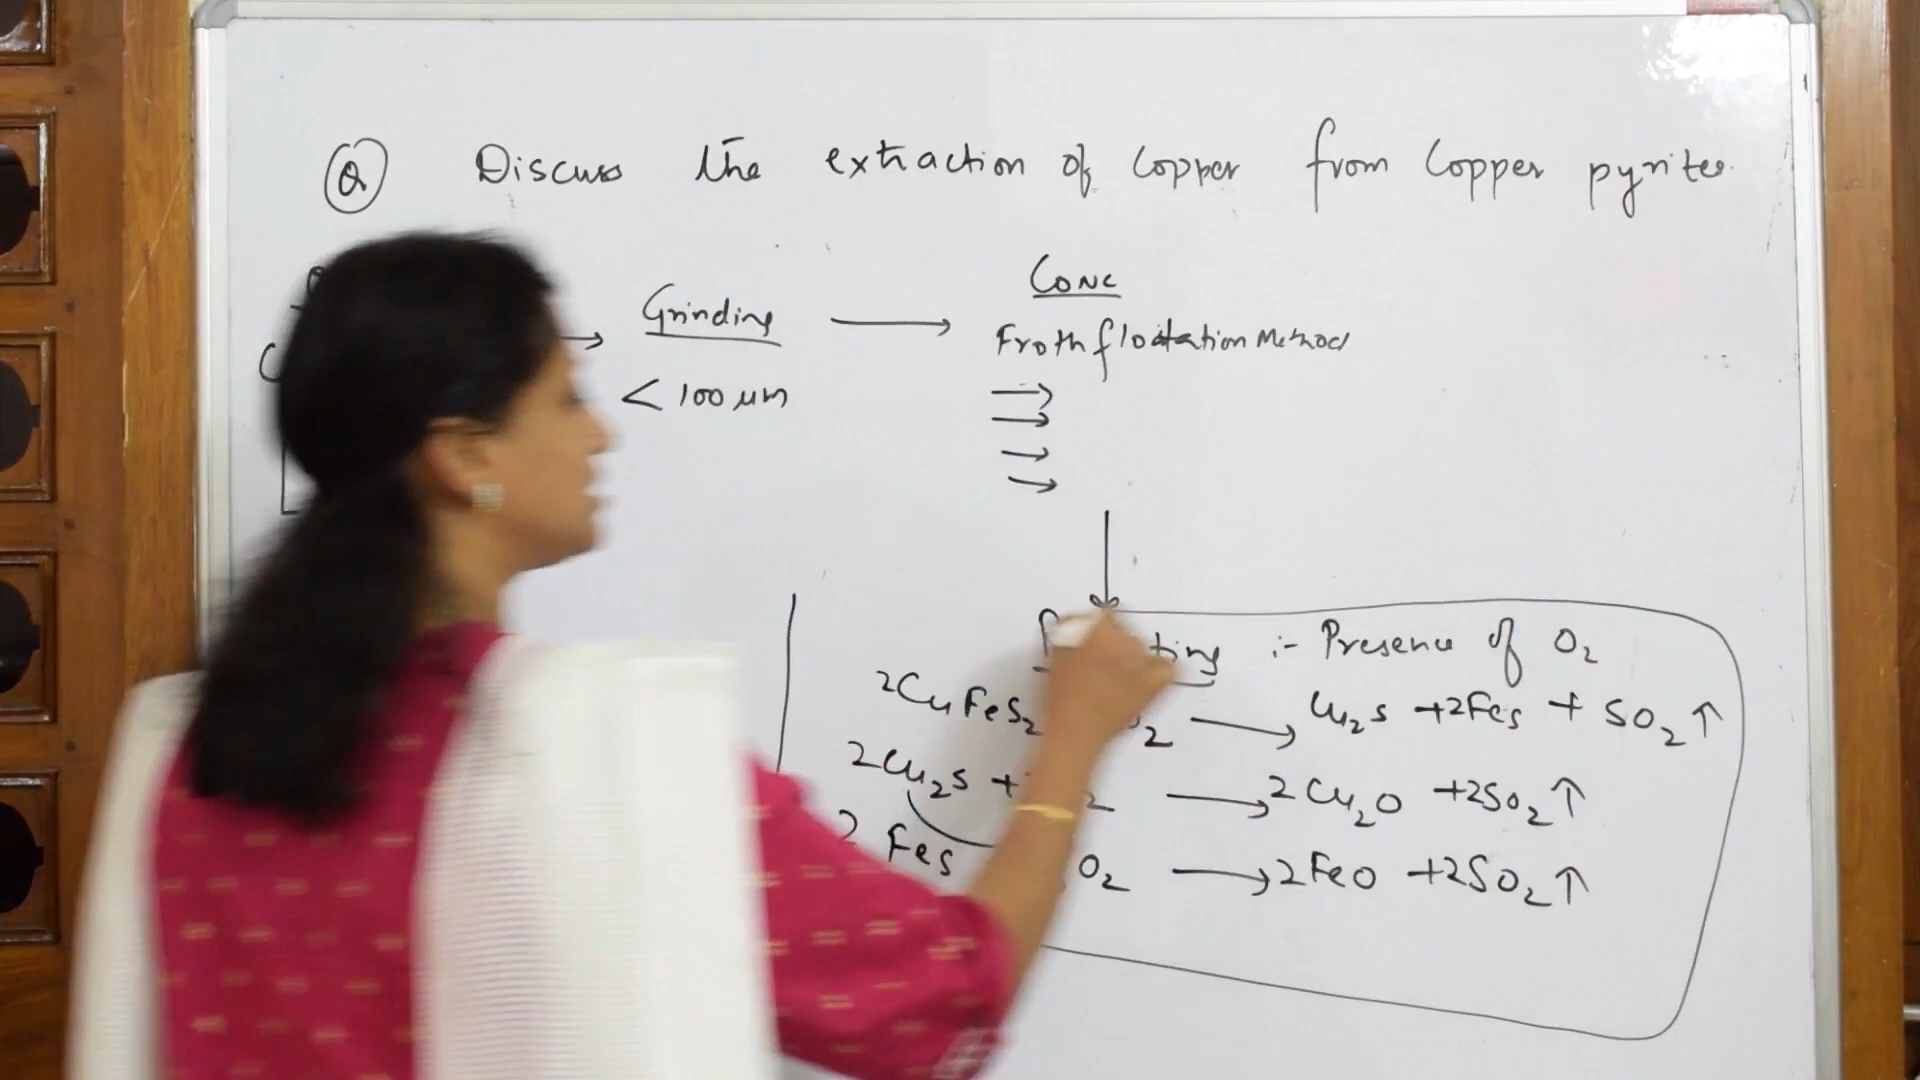 Q Discuss the extraction of Copper from Copper pyrites.
Grinding
< 100 μm
Conc
Froth floatation Method
:- Presence of O2
2CuFeS2 → Cu2S + 2FeS + SO2 ↑
2Cu2S + → 2Cu2O + 2SO2 ↑
2 FeS O2 → 2FeO + 2SO2 ↑